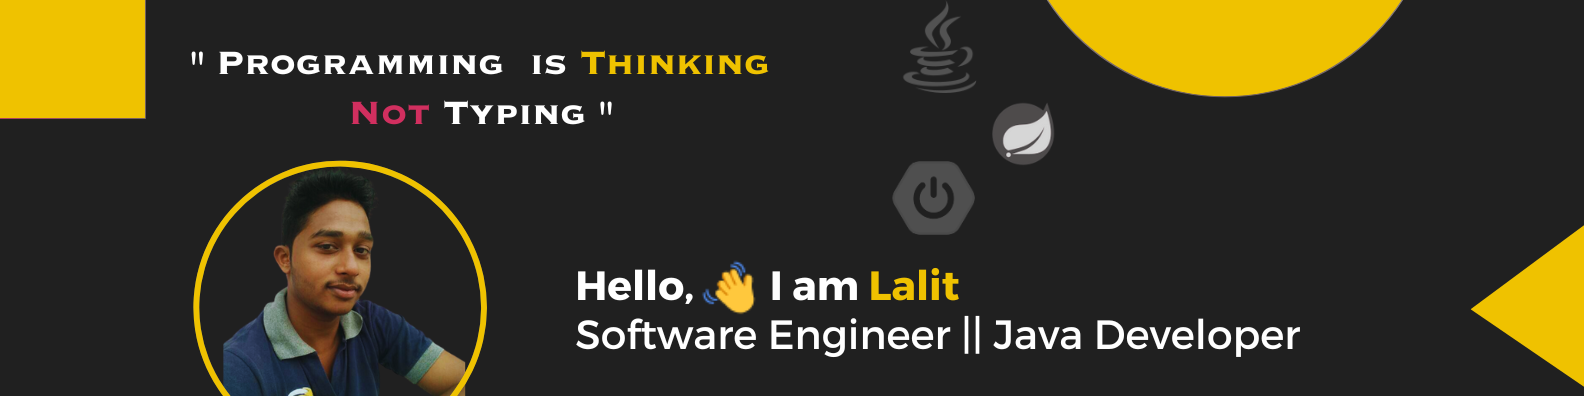 " Programming is Thinking
Not Typing "
Hello, 👋 I am Lalit
Software Engineer || Java Developer